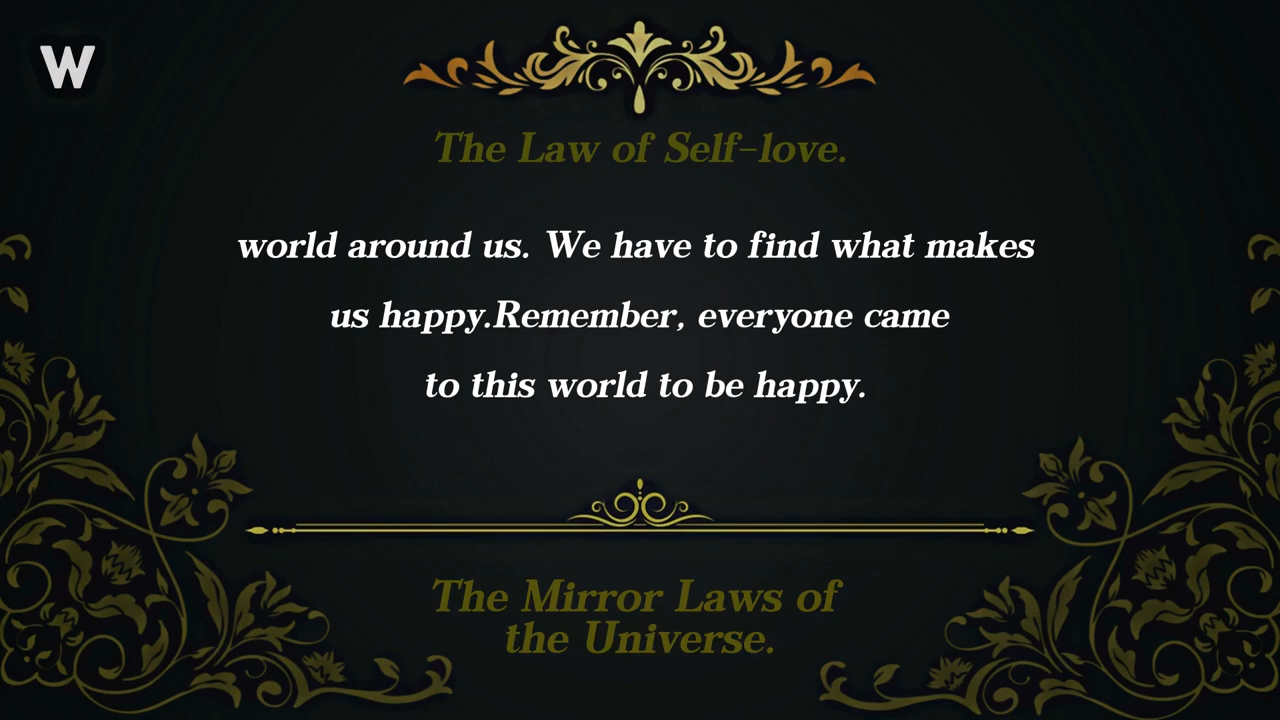 W
The Law of Self-love.
world around us. We have to find what makes
us happy.Remember, everyone came
to this world to be happy.
The Mirror Laws of
the Universe.